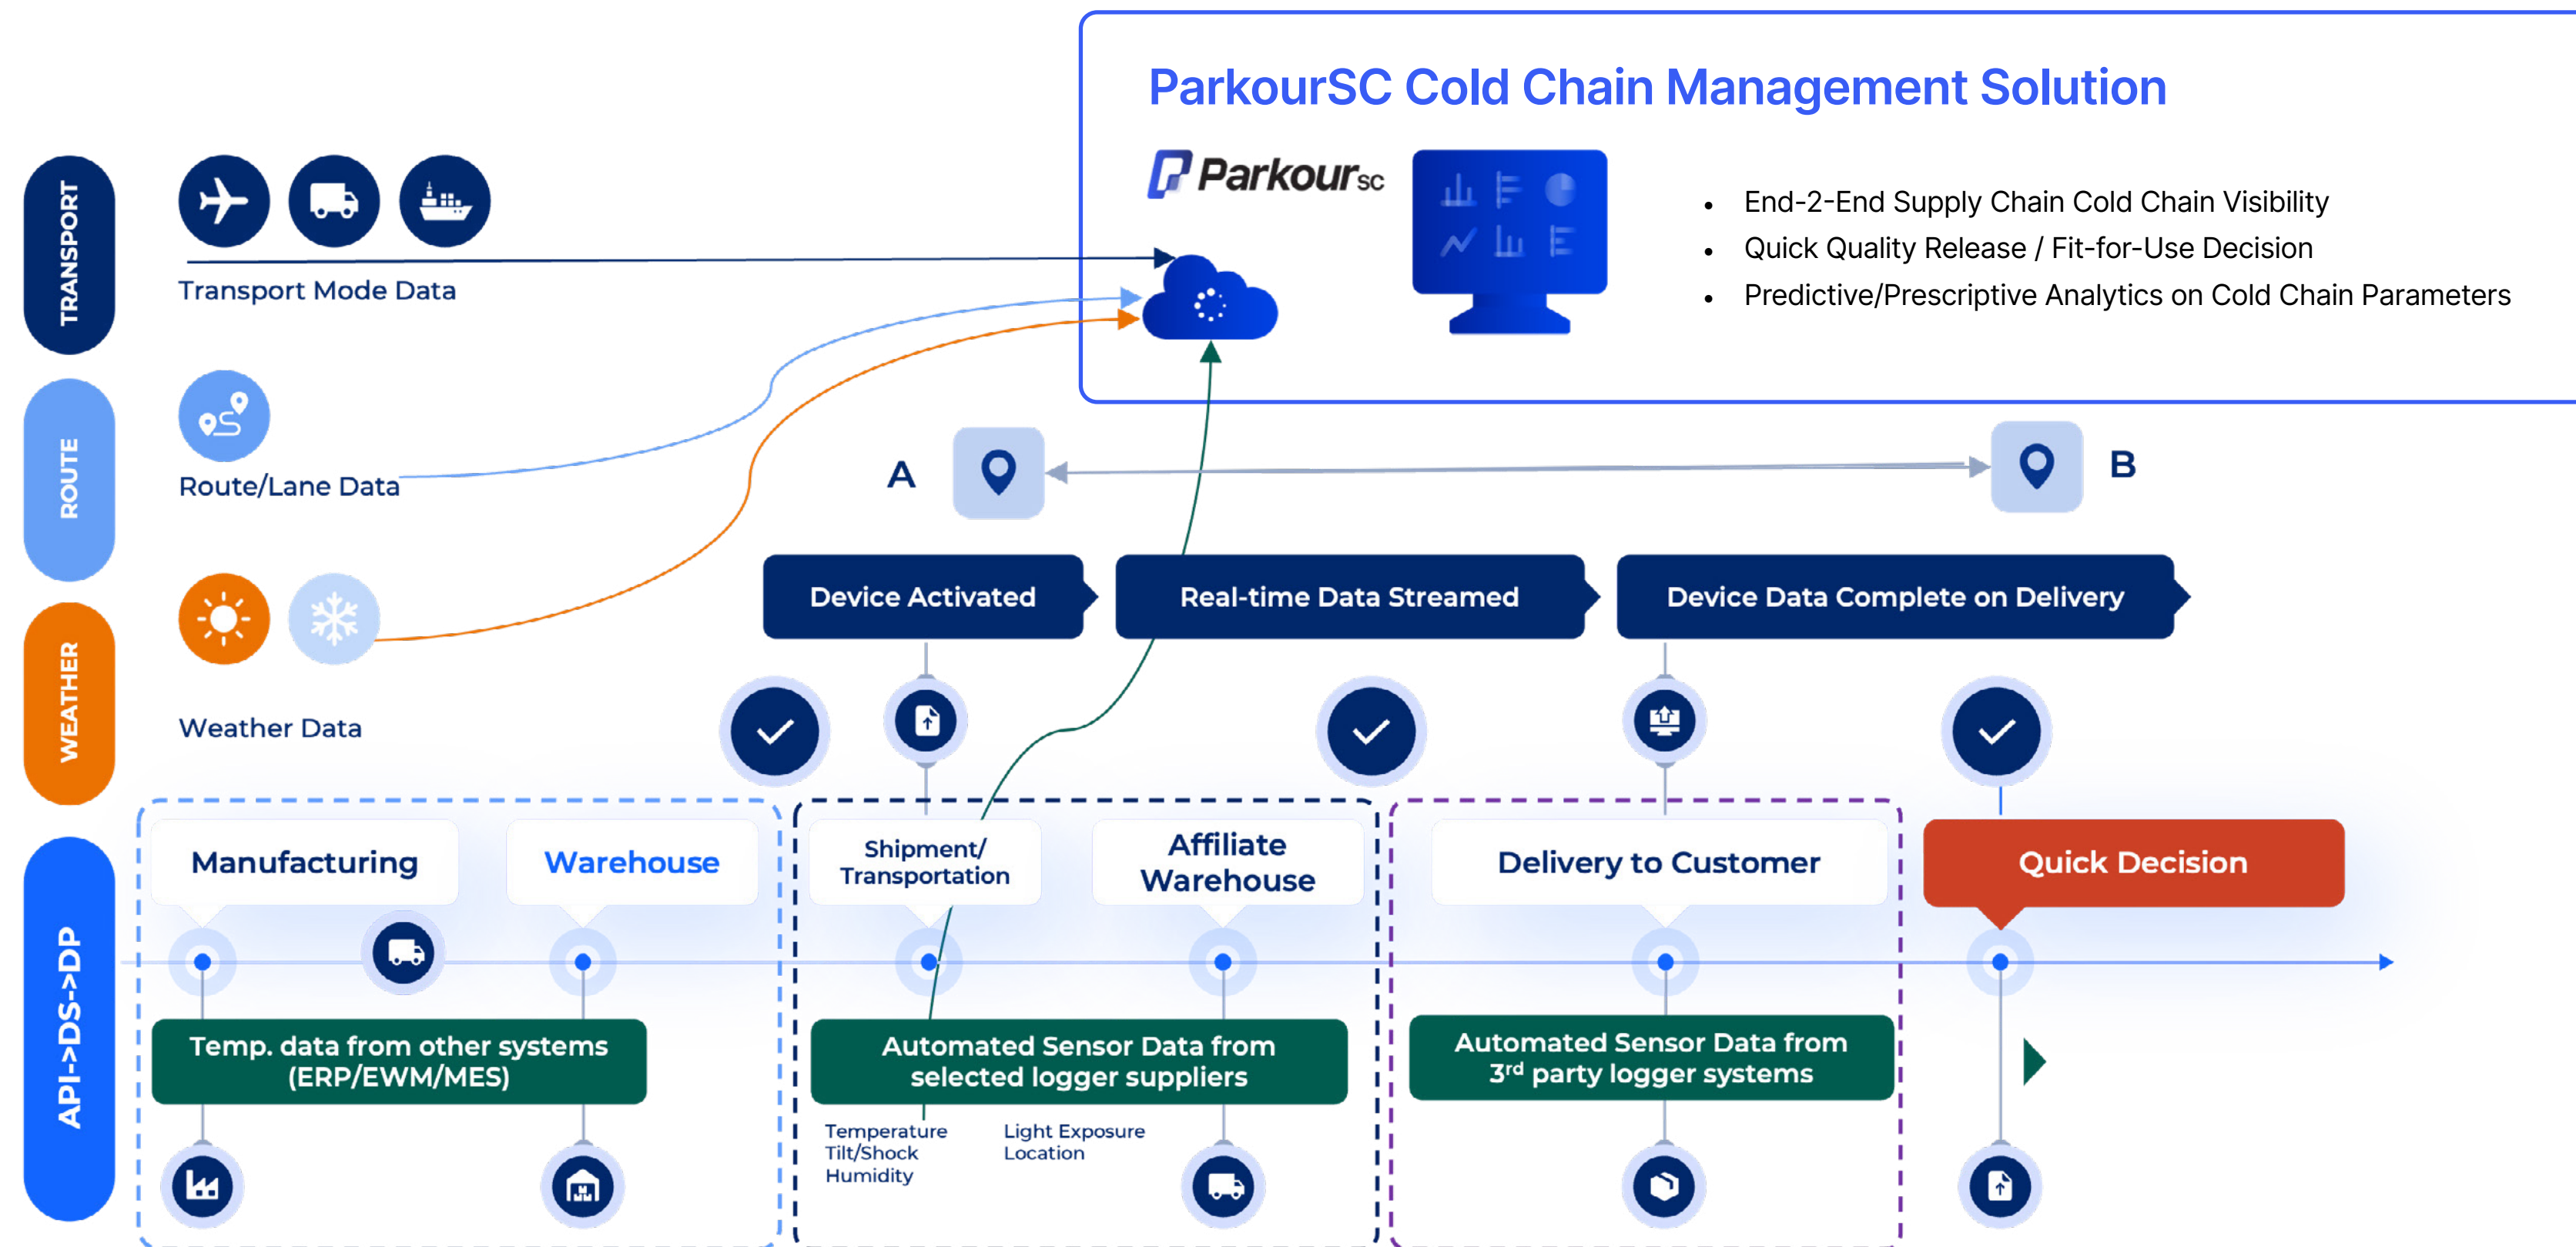 ParkourSC Cold Chain Management Solution
Parkour SC
• End-2-End Supply Chain Cold Chain Visibility
• Quick Quality Release / Fit-for-Use Decision
• Predictive/Prescriptive Analytics on Cold Chain Parameters
TRANSPORT
Transport Mode Data
ROUTE
Route/Lane Data
A
B
WEATHER
Weather Data
Device Activated
Real-time Data Streamed
Device Data Complete on Delivery
API->DS->DP
Manufacturing
Warehouse
Shipment/
Transportation
Affiliate
Warehouse
Delivery to Customer
Quick Decision
Temp. data from other systems
(ERP/EWM/MES)
Automated Sensor Data from
selected logger suppliers
Automated Sensor Data from
3rd party logger systems
Temperature
Tilt/Shock
Humidity
Light Exposure
Location